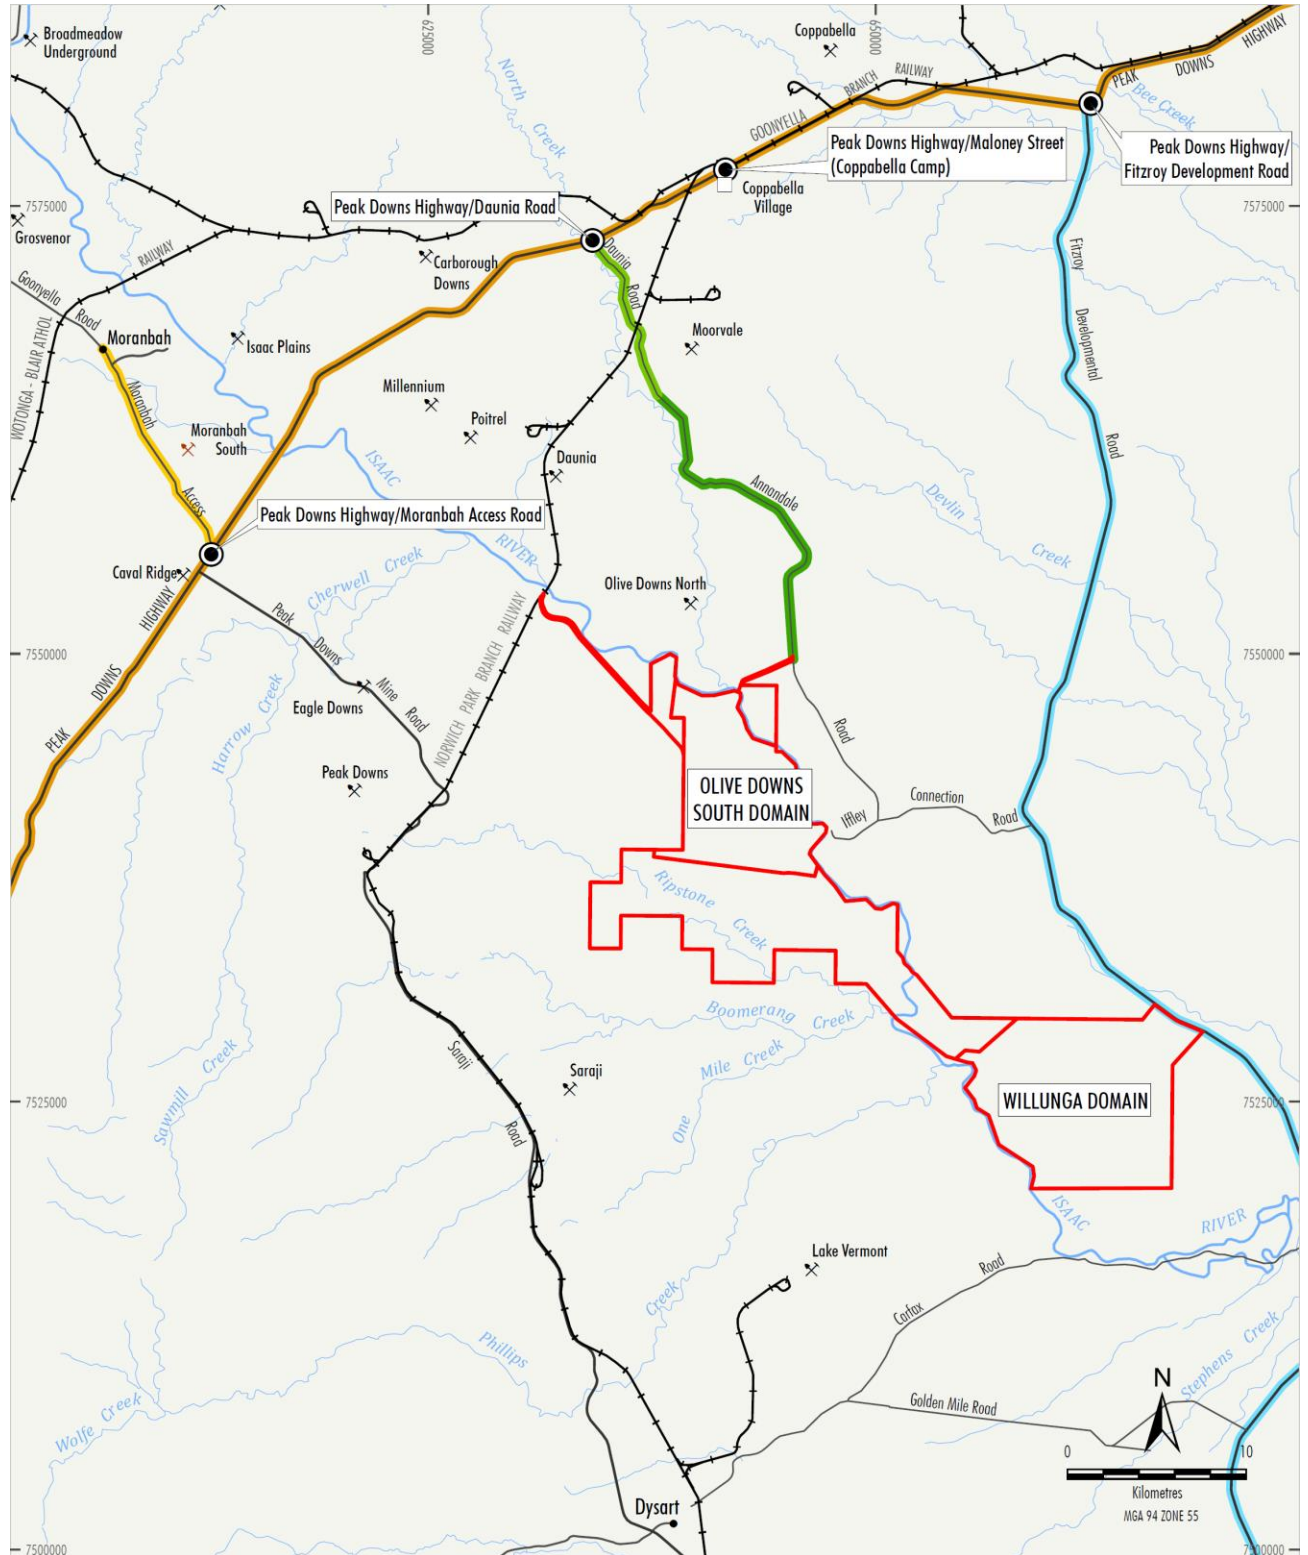 Broadmeadow
Underground
625000
Coppabella
650000
HIGHWAY
DOWNS
PEAK
North
Creek
RAILWAY
BRANCH
GOONYELLA
Bee Creek
Peak Downs Highway/Maloney Street
(Coppabella Camp)
Peak Downs Highway/
Fitzroy Development Road
Coppabella
Village
7575000
7575000
Peak Downs Highway/Daunia Road
Grosvenor
RAILWAY
Carborough
Downs
Daunia
Road
Fitzroy
Goonyella
Road
Moranbah
Isaac Plains
Moorvale
Developmental
WOTONGA - BLAIR ATHOL
Moranbah
Millennium
Poitrel
Moranbah
South
ISAAC
Daunia
Road
Access
Annandale
Devlin
Creek
Peak Downs Highway/Moranbah Access Road
RIVER
Caval Ridge
Cherwell Creek
Olive Downs North
HIGHWAY
Peak
Downs
Mine
Road
NORWICH PARK BRANCH RAILWAY
7550000
7550000
DOWNS
PEAK
Harrow Creek
Eagle Downs
Road
Peak Downs
OLIVE DOWNS
SOUTH DOMAIN
Iffley
Connection
Road
Ripstone
Creek
Boomerang
Creek
Saraji
Road
Sawmill Creek
Mile Creek
One
Saraji
WILLUNGA DOMAIN
7525000
7525000
ISAAC
RIVER
Lake Vermont
Road
Carfax
Creek
Phillips
Stephens Creek
Wolfe Creek
Golden Mile Road
N
0
10
Kilometres
MGA 94 ZONE 55
Dysart
7500000
7500000